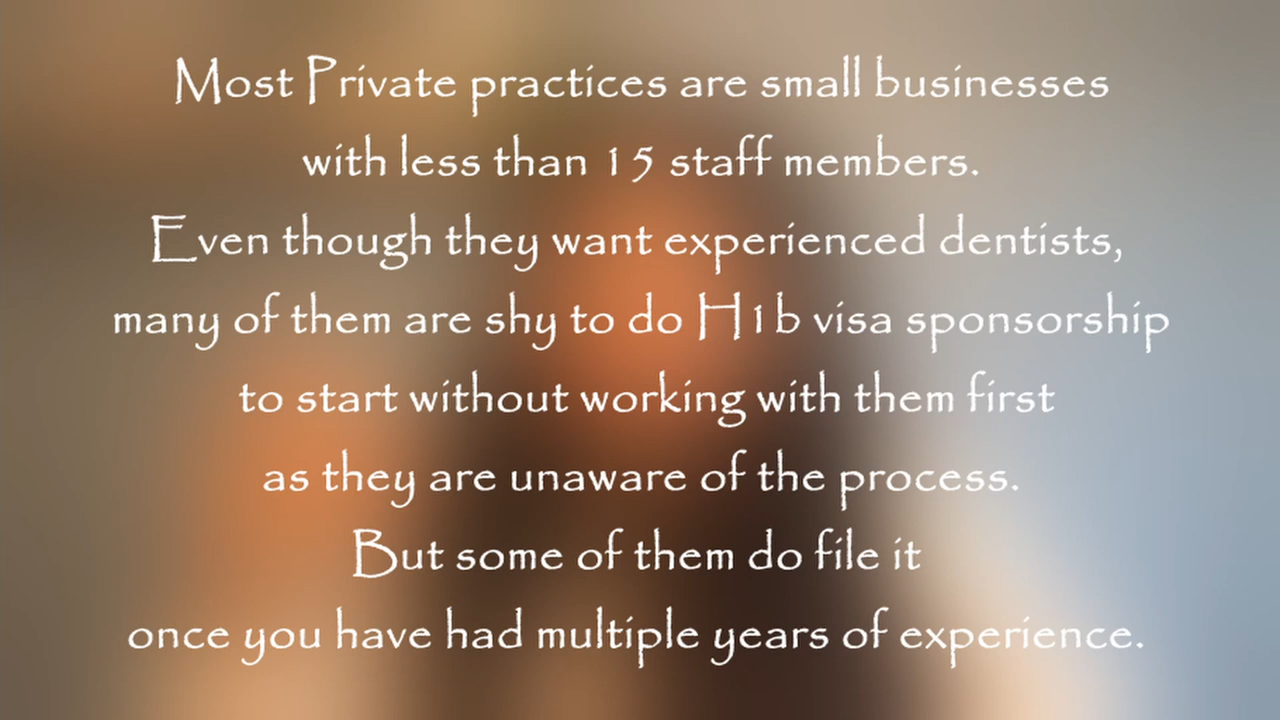 Most Private practices are small businesses
with less than 15 staff members.
Even though they want experienced dentists,
many of them are shy to do H1b visa sponsorship
to start without working with them first
as they are unaware of the process.
But some of them do file it
once you have had multiple years of experience.